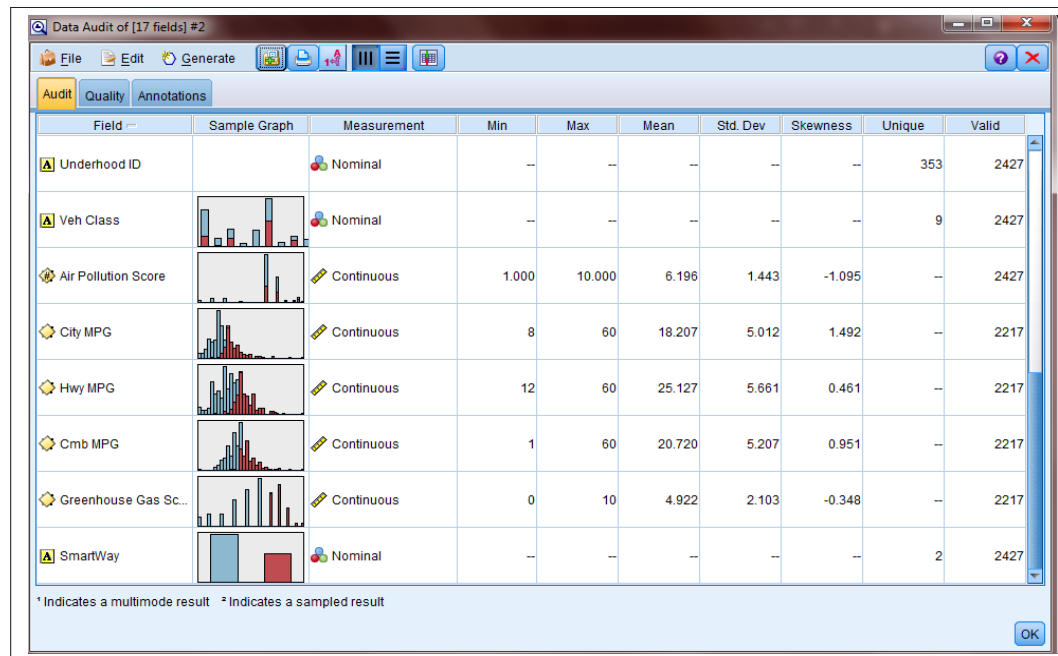 Data Audit of [17 fields] #2
File Edit Generate
Audit Quality Annotations
Field Sample Graph Measurement Min Max Mean Std. Dev Skewness Unique Valid
A Underhood ID Nominal -- -- -- -- -- 353 2427
A Veh Class Nominal -- -- -- -- -- 9 2427
# Air Pollution Score Continuous 1.000 10.000 6.196 1.443 -1.095 -- 2427
City MPG Continuous 8 60 18.207 5.012 1.492 -- 2217
Hwy MPG Continuous 12 60 25.127 5.661 0.461 -- 2217
Cmb MPG Continuous 1 60 20.720 5.207 0.951 -- 2217
Greenhouse Gas Sc... Continuous 0 10 4.922 2.103 -0.348 -- 2217
A SmartWay Nominal -- -- -- -- -- 2 2427
¹ Indicates a multimode result ² Indicates a sampled result
OK